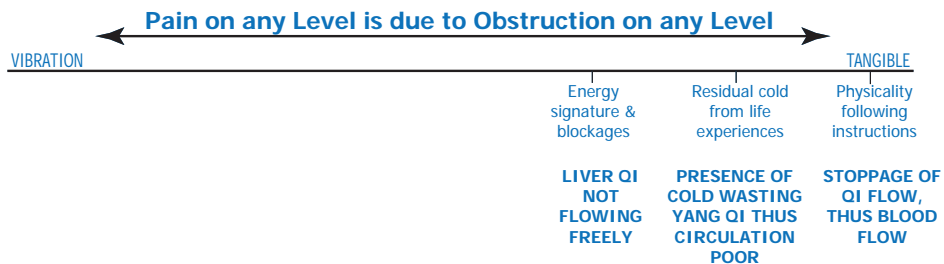 Pain on any Level is due to Obstruction on any Level
VIBRATION
TANGIBLE
Energy
signature &
blockages
Residual cold
from life
experiences
Physicality
following
instructions
LIVER QI
NOT
FLOWING
FREELY
PRESENCE OF
COLD WASTING
YANG QI THUS
CIRCULATION
POOR
STOPPAGE OF
QI FLOW,
THUS BLOOD
FLOW